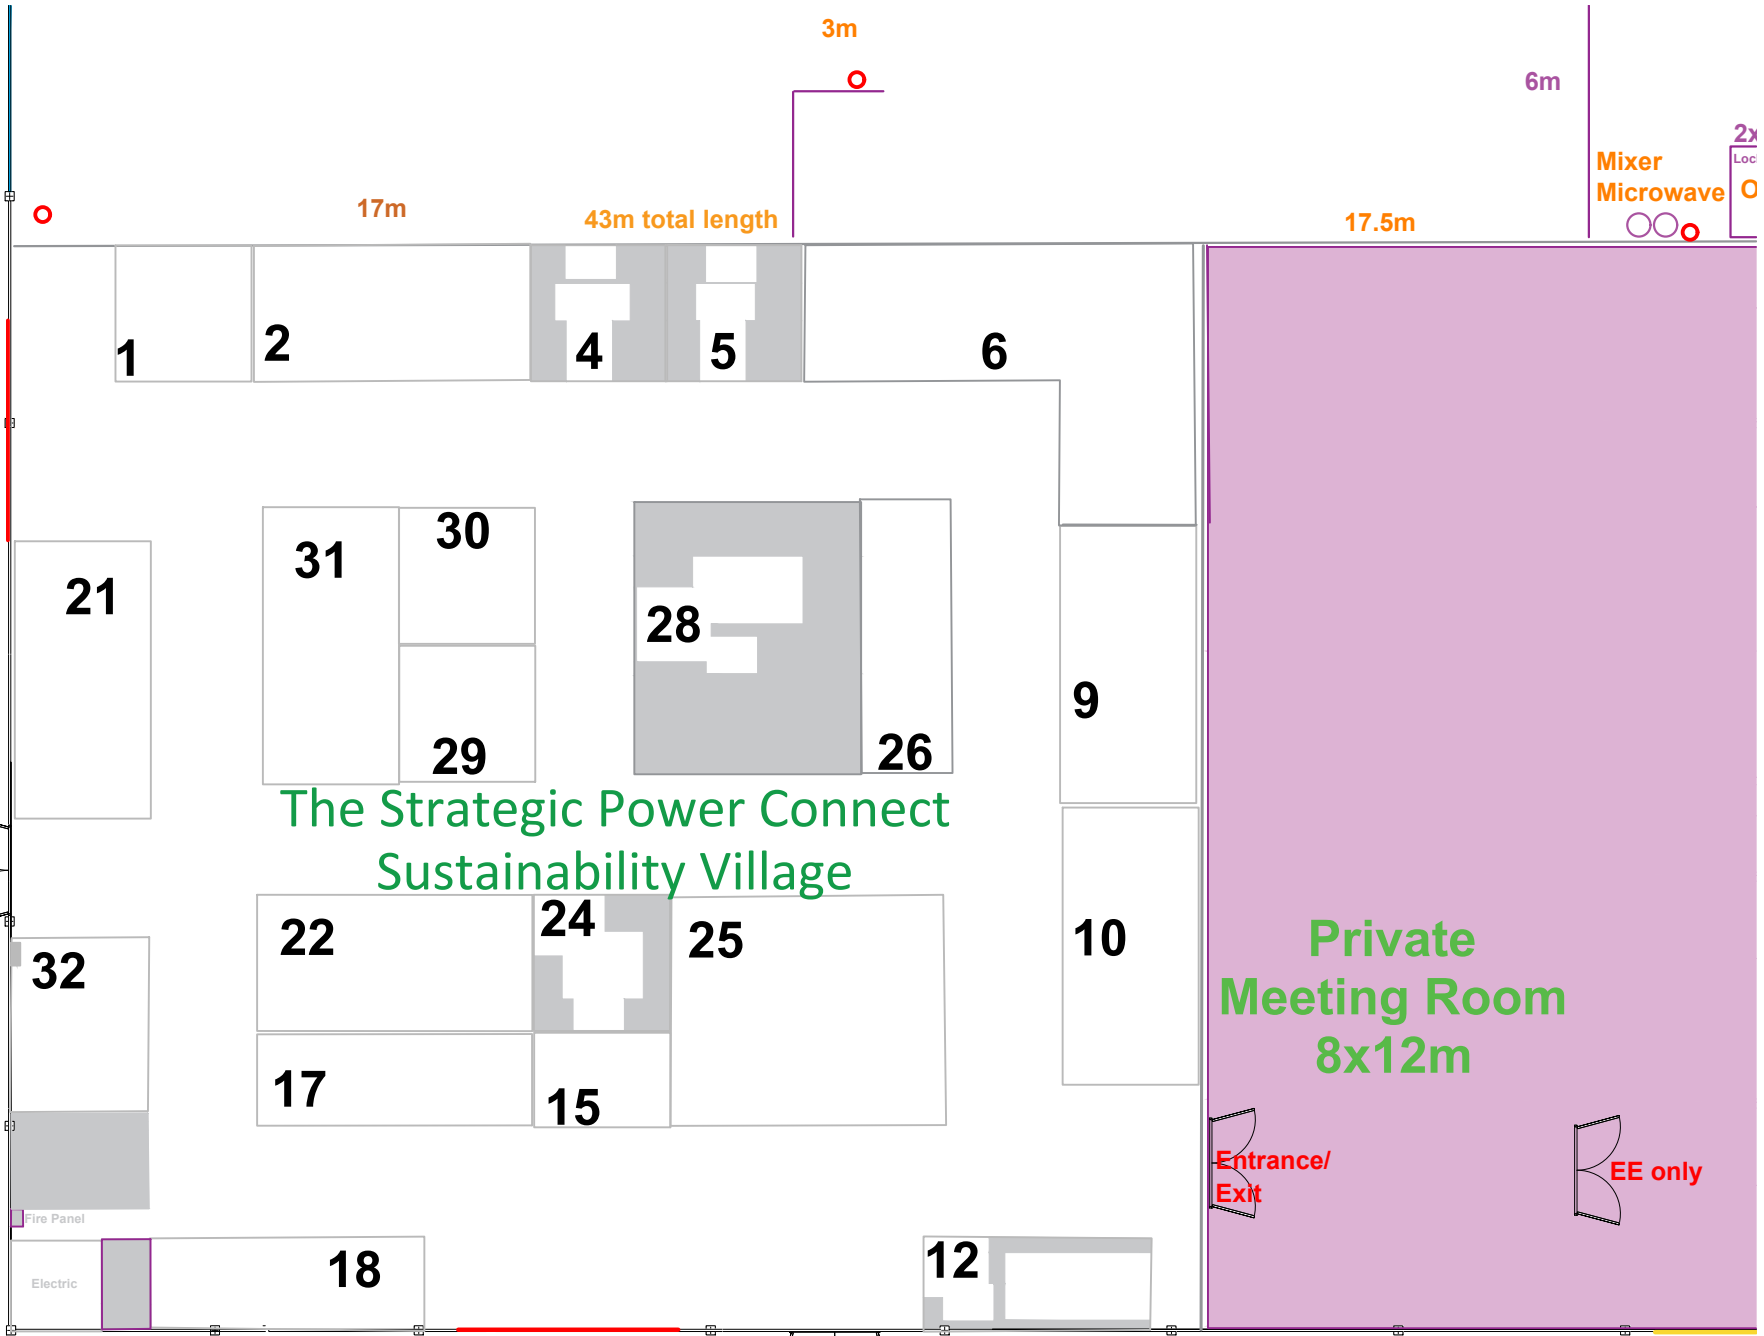 3m
6m
2x
Mixer
Loc
Microwave
O
17m
43m total length
17.5m
1
2
4
5
6
30
31
21
28
9
29
26
The Strategic Power Connect
Sustainability Village
24
22
25
10
32
Private
Meeting Room
8x12m
17
15
Entrance/
Exit
EE only
Fire Panel
18
12
Electric